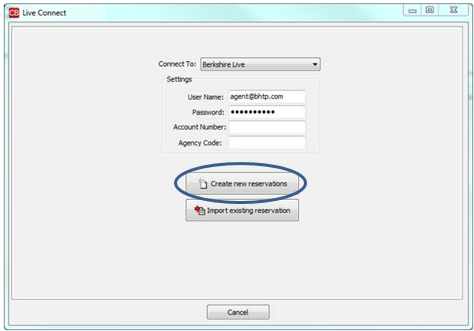 CB Live Connect
Connect To: Berkshire Live
Settings
User Name: agent@bhtp.com
Password: ••••••••••
Account Number:
Agency Code:
Create new reservations
Import existing reservation
Cancel